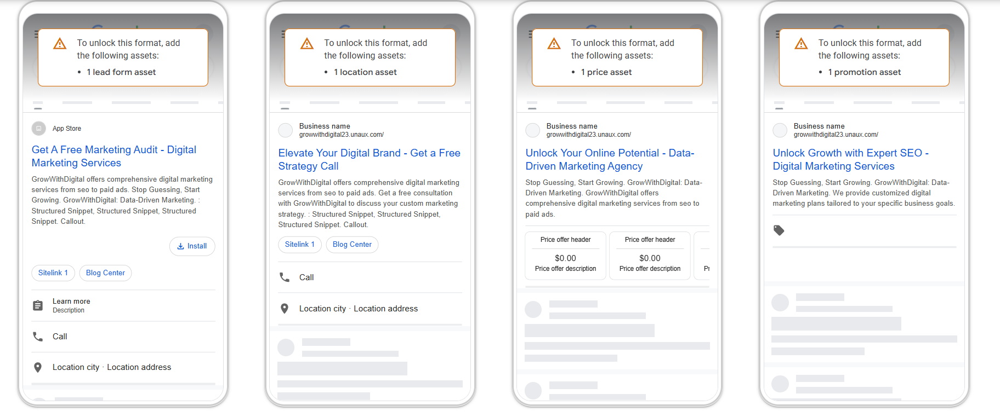 To unlock this format, add
the following assets:
• 1 lead form asset
App Store
Get A Free Marketing Audit - Digital
Marketing Services
GrowWithDigital offers comprehensive digital marketing
services from seo to paid ads. Stop Guessing, Start
Growing. GrowWithDigital: Data-Driven Marketing. :
Structured Snippet, Structured Snippet, Structured
Snippet. Callout.
Install
Sitelink 1
Blog Center
Learn more
Description
Call
Location city · Location address
To unlock this format, add
the following assets:
• 1 location asset
Business name
growwithdigital23.unaux.com/
Elevate Your Digital Brand - Get a Free
Strategy Call
GrowWithDigital offers comprehensive digital marketing
services from seo to paid ads. Get a free consultation
with GrowWithDigital to discuss your custom marketing
strategy. : Structured Snippet, Structured Snippet,
Structured Snippet. Callout.
Sitelink 1
Blog Center
Call
Location city · Location address
To unlock this format, add
the following assets:
• 1 price asset
Business name
growwithdigital23.unaux.com/
Unlock Your Online Potential - Data-
Driven Marketing Agency
Stop Guessing, Start Growing. GrowWithDigital: Data-
Driven Marketing. GrowWithDigital offers
comprehensive digital marketing services from seo to
paid ads.
Price offer header
$0.00
Price offer description
Price offer header
$0.00
Price offer description
To unlock this format, add
the following assets:
• 1 promotion asset
Business name
growwithdigital23.unaux.com/
Unlock Growth with Expert SEO -
Digital Marketing Services
Stop Guessing, Start Growing. GrowWithDigital: Data-
Driven Marketing. We provide customized digital
marketing plans tailored to your specific business goals.